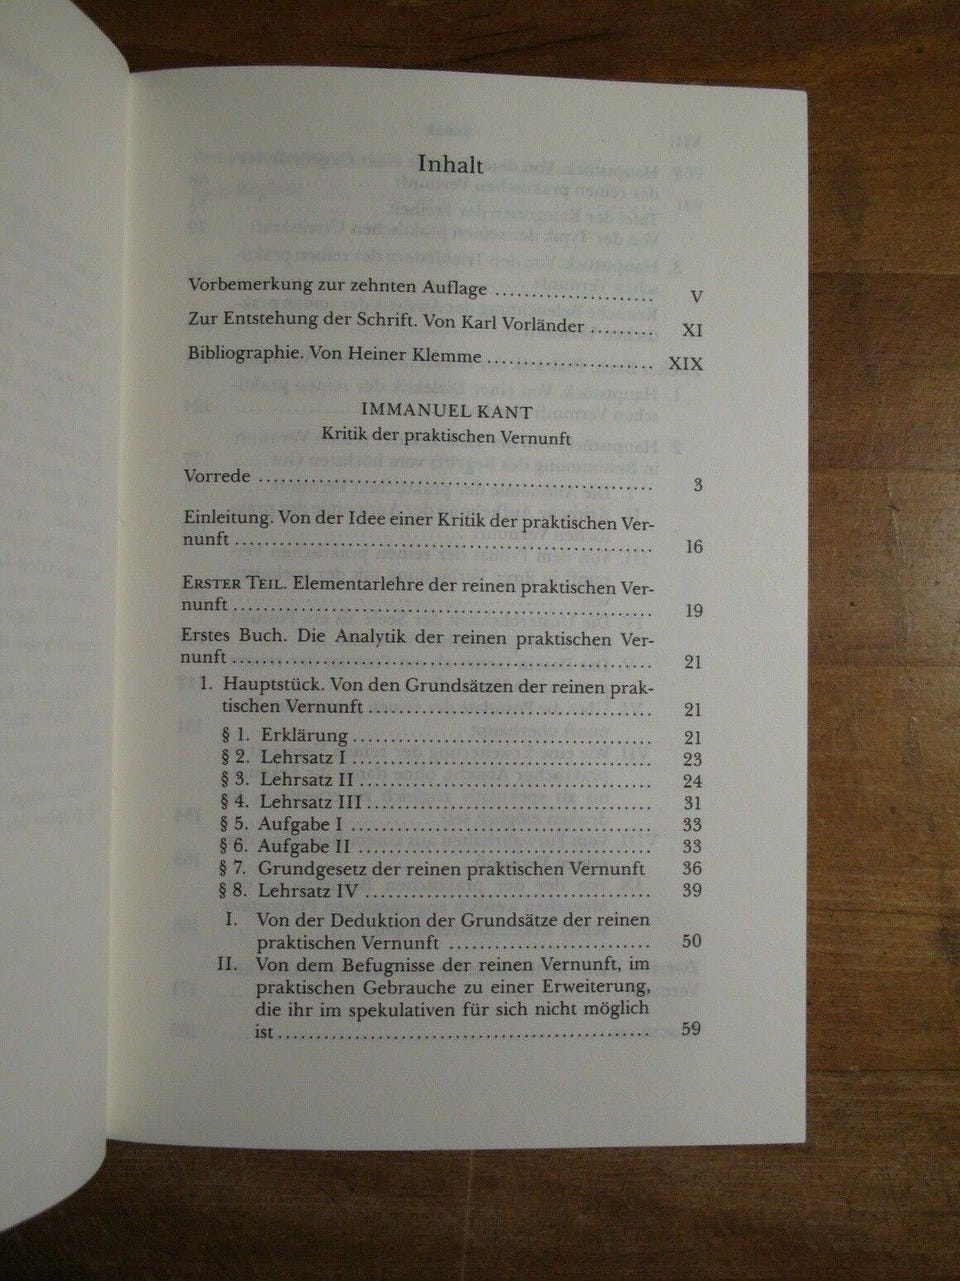 Inhalt
Vorbemerkung zur zehnten Auflage ........................ V
Zur Entstehung der Schrift. Von Karl Vorländer ......... XI
Bibliographie. Von Heiner Klemme ........................ XIX
IMMANUEL KANT
Kritik der praktischen Vernunft
Vorrede ........................ 3
Einleitung. Von der Idee einer Kritik der praktischen Ver-
nunft ........................ 16
ERSTER TEIL. Elementarlehre der reinen praktischen Ver-
nunft ........................ 19
Erstes Buch. Die Analytik der reinen praktischen Ver-
nunft ........................ 21
1. Hauptstück. Von den Grundsätzen der reinen prak-
tischen Vernunft ........................ 21
§ 1. Erklärung ........................ 21
§ 2. Lehrsatz I ........................ 23
§ 3. Lehrsatz II ........................ 24
§ 4. Lehrsatz III ........................ 31
§ 5. Aufgabe I ........................ 33
§ 6. Aufgabe II ........................ 33
§ 7. Grundgesetz der reinen praktischen Vernunft 36
§ 8. Lehrsatz IV ........................ 39
I. Von der Deduktion der Grundsätze der reinen
praktischen Vernunft ........................ 50
II. Von dem Befugnisse der reinen Vernunft, im
praktischen Gebrauche zu einer Erweiterung,
die ihr im spekulativen für sich nicht möglich
ist ........................ 59